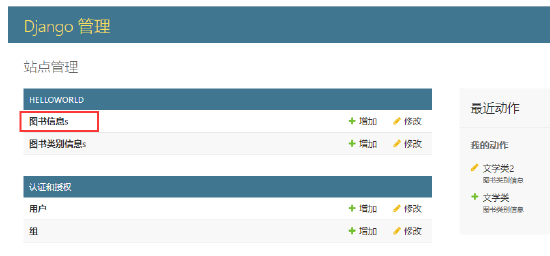 Django 管理
站点管理
HELLOWORLD
图书信息s 增加 修改
图书类别信息s 增加 修改
认证和授权
用户 增加 修改
组 增加 修改
最近动作
我的动作
文学类2
图书类别信息
文学类
图书类别信息